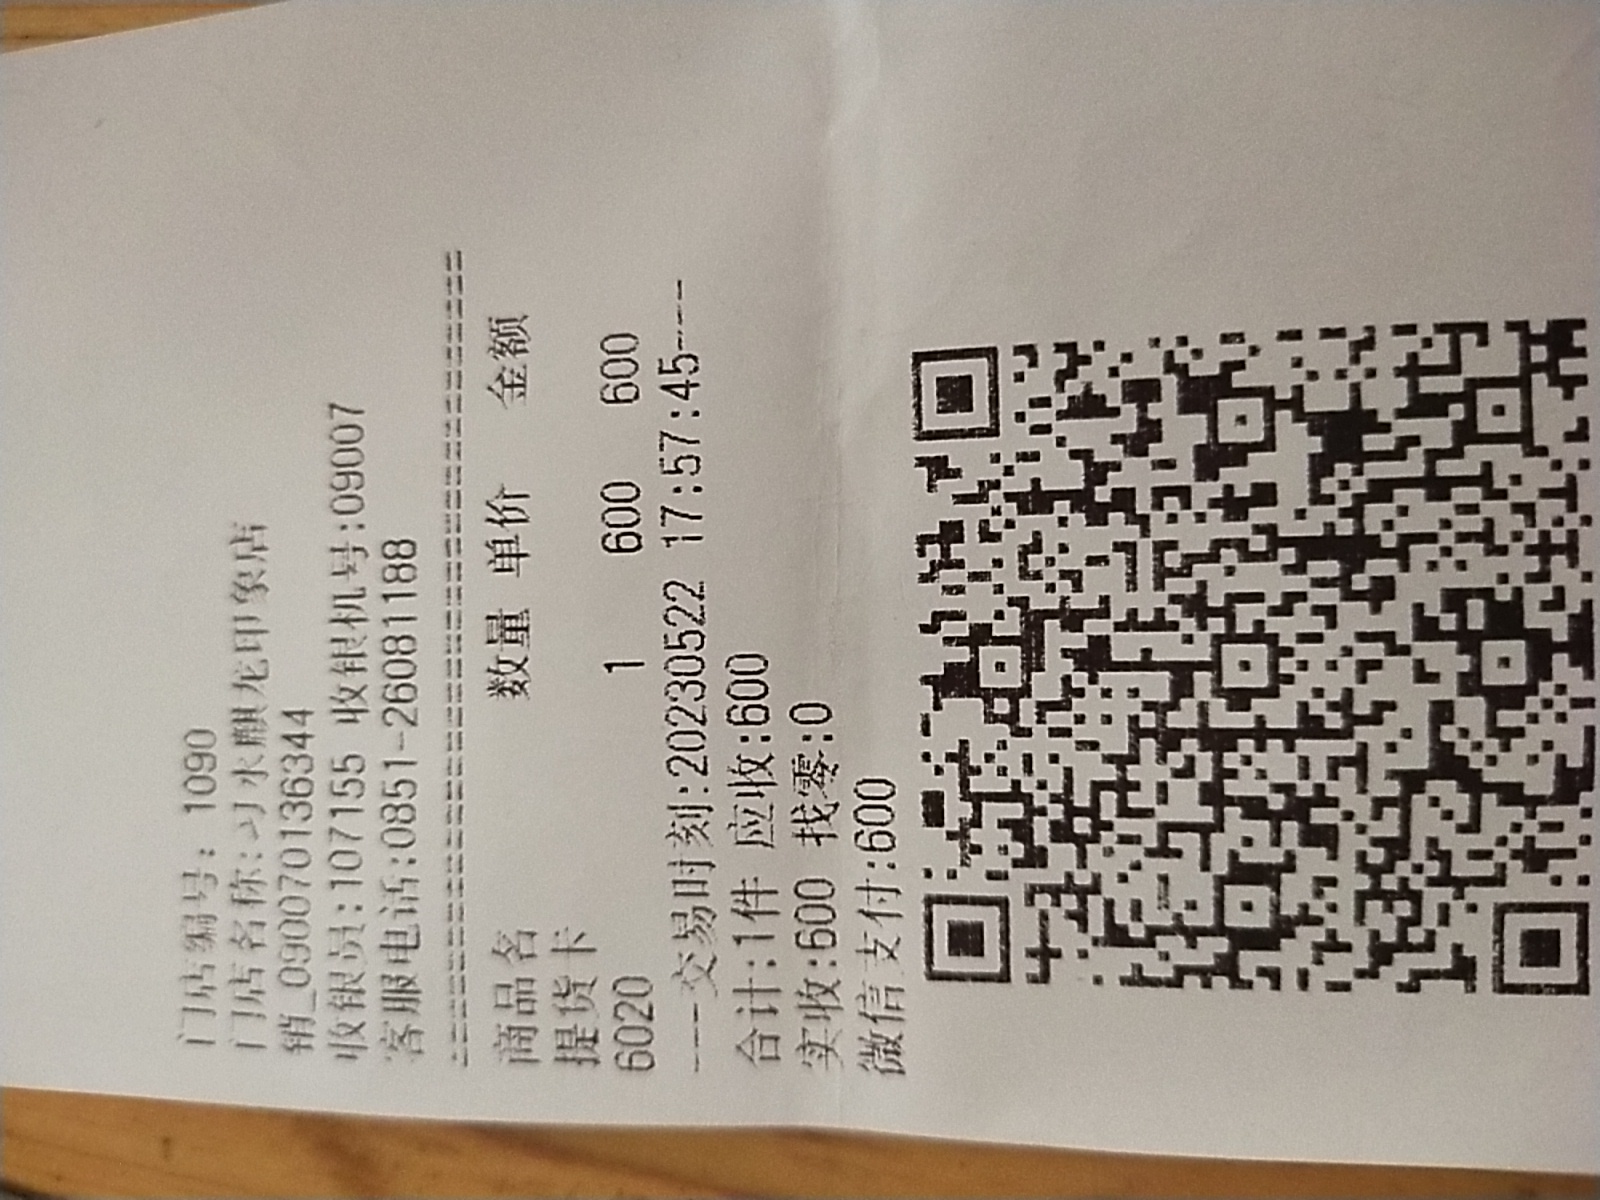 门店编号: 1090
门店名称:习水麒龙印象店
销_0900701366344
收银员:107155 收银机号:09007
客服电话:0851-26081188
================================
商品名 数量 单价 金额
提货卡
6020 1 600 600
---交易时刻:20230522 17:57:45----
合计:1件 应收:600
实收:600 找零:0
微信支付:600